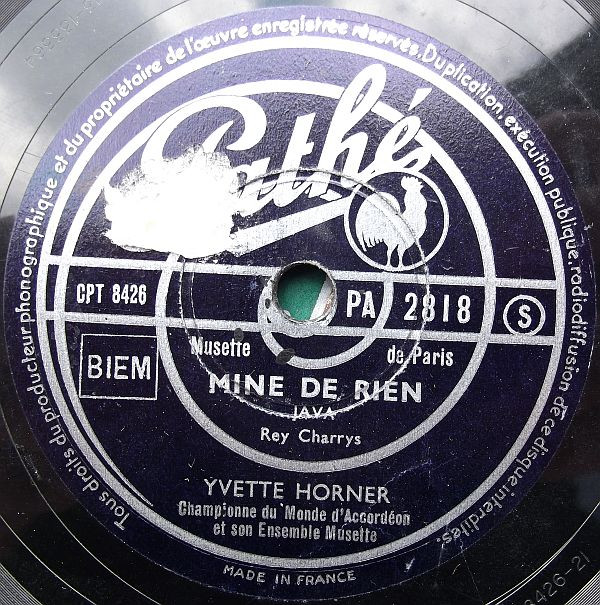 Tous droits du producteur phonographique et du propriétaire de l'œuvre enregistrée réservés. Duplication, exécution publique, radiodiffusion de ce disque interdites.
Pathé
CPT 8426
PA 2818
S
BIEM
Musette de Paris
MINE DE RIEN
JAVA
Rey Charrys
YVETTE HORNER
Championne du Monde d'Accordéon
et son Ensemble Musette
MADE IN FRANCE
8426-21